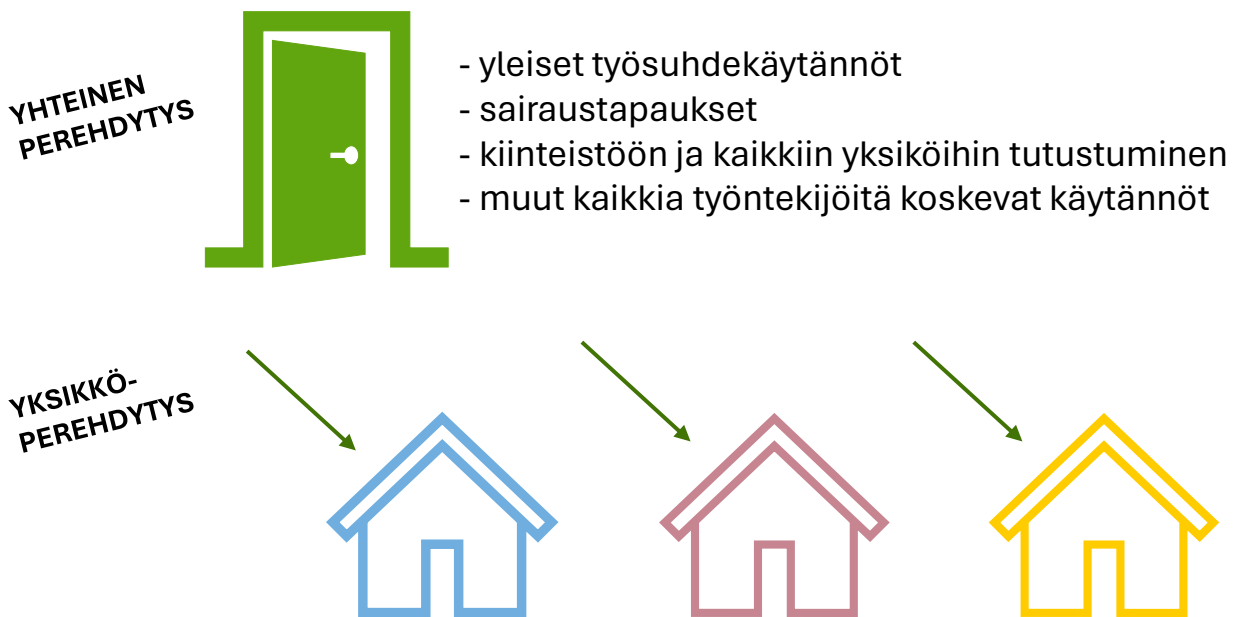 YHTEINEN
PEREHDYTYS
- yleiset työsuhdekäytännöt
- sairaustapaukset
- kiinteistöön ja kaikkiin yksiköihin tutustuminen
- muut kaikkia työntekijöitä koskevat käytännöt
YKSIKKÖ-
PEREHDYTYS